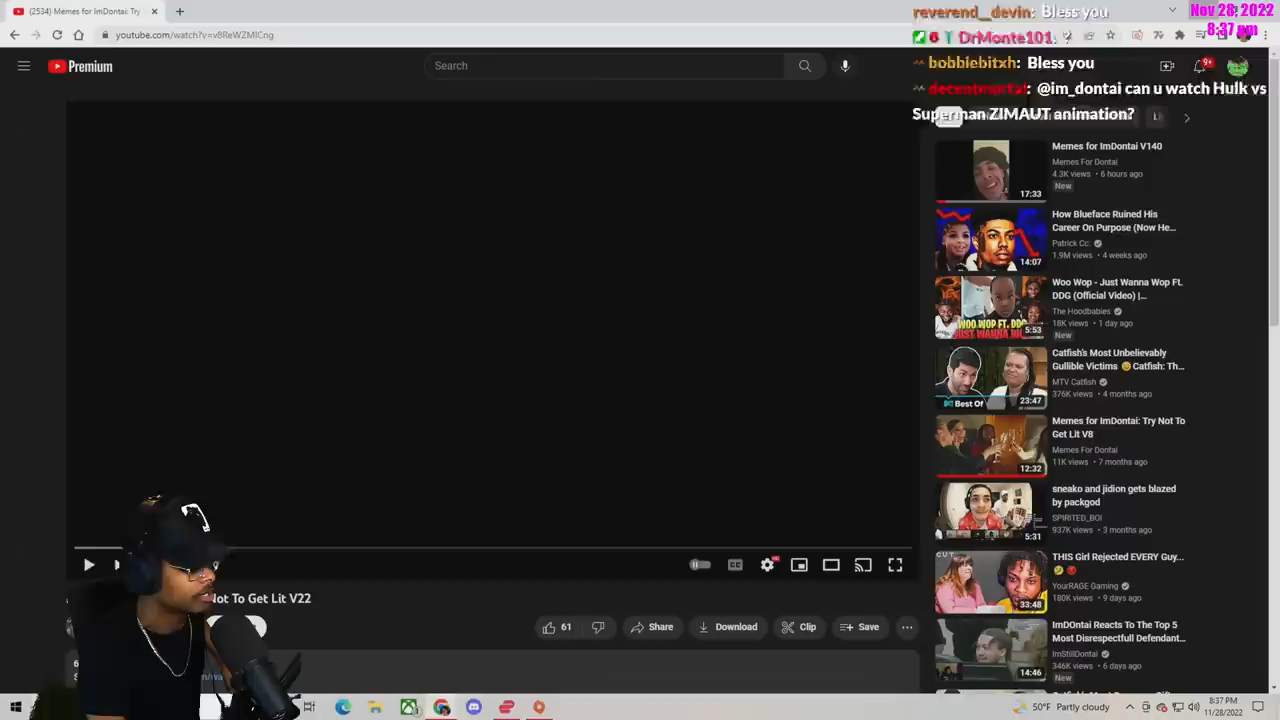 (2534) Memes for ImDontai: Try
reverend__devin: Bless you
Nov 28, 2022
8:37 pm
youtube.com/watch?v=v8ReWZMICng
DrMonte101: ?
Premium
Search
bobblebitxh: Bless you
9+
decentmortal: @im_dontai can u watch Hulk vs
Superman ZIMAUT animation?
Memes for ImDontai V140
Memes For Dontai
4.3K views • 6 hours ago
New
17:33
How Blueface Ruined His
Career On Purpose (Now He...
Patrick Cc:
1.9M views • 4 weeks ago
14:07
Woo Wop - Just Wanna Wop Ft.
DDG (Official Video) |...
The Hoodbabies
18K views • 1 day ago
New
WOO WOP FT. DDG
JUST WANNA
5:53
Catfish's Most Unbelievably
Gullible Victims 😔Catfish: Th...
MTV Catfish
376K views • 4 months ago
Best Of
23:47
Memes for ImDontai: Try Not To
Get Lit V8
Memes For Dontai
11K views • 7 months ago
12:32
sneako and jidion gets blazed
by packgod
SPIRITED_BOI
937K views • 3 months ago
5:31
THIS Girl Rejected EVERY Guy...
YourRAGE Gaming
180K views • 9 days ago
CUT
33:48
ImDOntai Reacts To The Top 5
Most Disrespectfull Defendant...
ImStillDontai
346K views • 6 days ago
New
14:46
Not To Get Lit V22
61
Share
Download
Clip
Save
50°F Partly cloudy
8:37 PM
11/28/2022